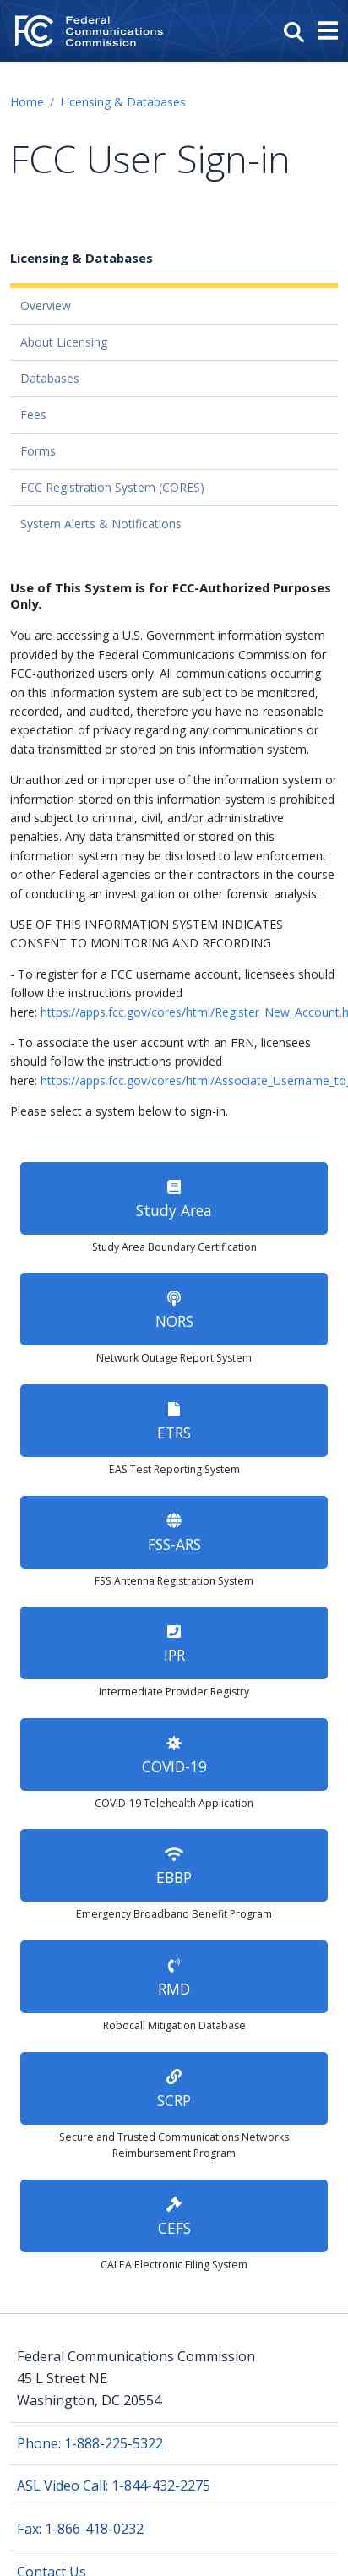 FCC
Federal
Communications
Commission
Home / Licensing & Databases
FCC User Sign-in
Licensing & Databases
Overview
About Licensing
Databases
Fees
Forms
FCC Registration System (CORES)
System Alerts & Notifications
Use of This System is for FCC-Authorized Purposes
Only.
You are accessing a U.S. Government information system
provided by the Federal Communications Commission for
FCC-authorized users only. All communications occurring
on this information system are subject to be monitored,
recorded, and audited, therefore you have no reasonable
expectation of privacy regarding any communications or
data transmitted or stored on this information system.
Unauthorized or improper use of the information system or
information stored on this information system is prohibited
and subject to criminal, civil, and/or administrative
penalties. Any data transmitted or stored on this
information system may be disclosed to law enforcement
or other Federal agencies or their contractors in the course
of conducting an investigation or other forensic analysis.
USE OF THIS INFORMATION SYSTEM INDICATES
CONSENT TO MONITORING AND RECORDING
- To register for a FCC username account, licensees should
follow the instructions provided
here: https://apps.fcc.gov/cores/html/Register_New_Account.h
- To associate the user account with an FRN, licensees
should follow the instructions provided
here: https://apps.fcc.gov/cores/html/Associate_Username_to_
Please select a system below to sign-in.
Study Area
Study Area Boundary Certification
NORS
Network Outage Report System
ETRS
EAS Test Reporting System
FSS-ARS
FSS Antenna Registration System
IPR
Intermediate Provider Registry
COVID-19
COVID-19 Telehealth Application
EBBP
Emergency Broadband Benefit Program
RMD
Robocall Mitigation Database
SCRP
Secure and Trusted Communications Networks
Reimbursement Program
CEFS
CALEA Electronic Filing System
Federal Communications Commission
45 L Street NE
Washington, DC 20554
Phone: 1-888-225-5322
ASL Video Call: 1-844-432-2275
Fax: 1-866-418-0232
Contact Us